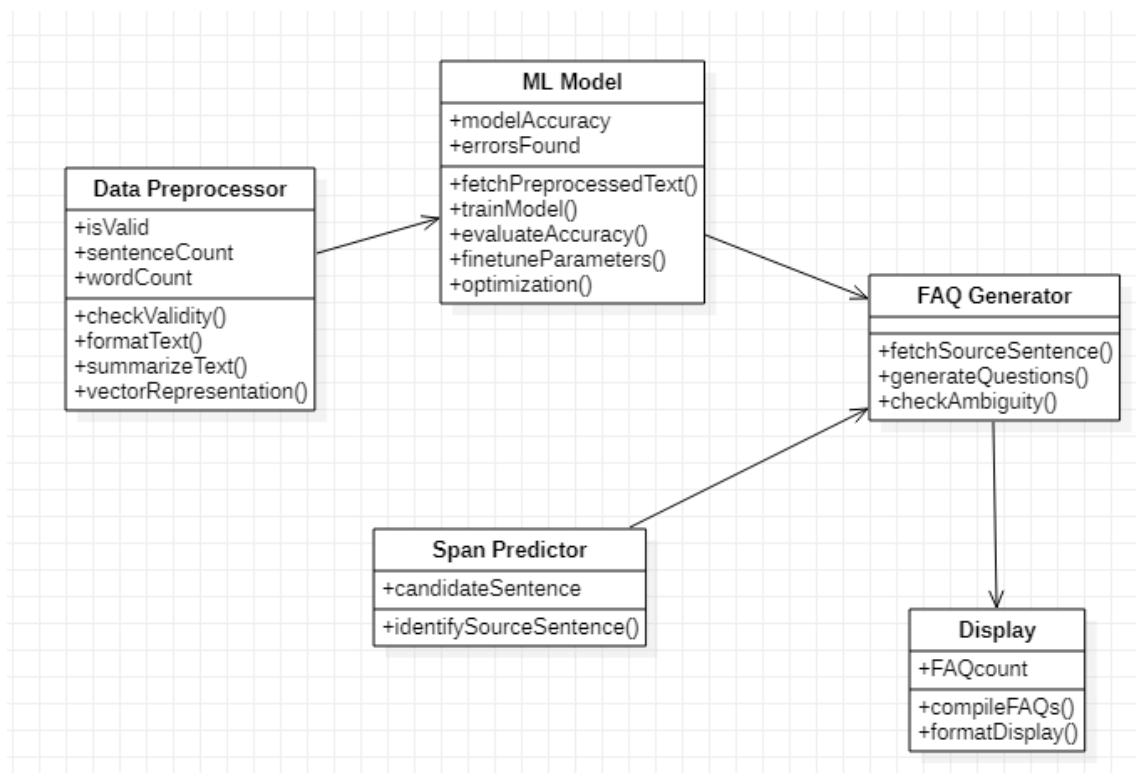 ML Model
+modelAccuracy
+errorsFound
+fetchPreprocessedText()
+trainModel()
+evaluateAccuracy()
+finetuneParameters()
+optimization()
Data Preprocessor
+isValid
+sentenceCount
+wordCount
+checkValidity()
+formatText()
+summarizeText()
+vectorRepresentation()
FAQ Generator
+fetchSourceSentence()
+generateQuestions()
+checkAmbiguity()
Span Predictor
+candidateSentence
+identifySourceSentence()
Display
+FAQcount
+compileFAQs()
+formatDisplay()